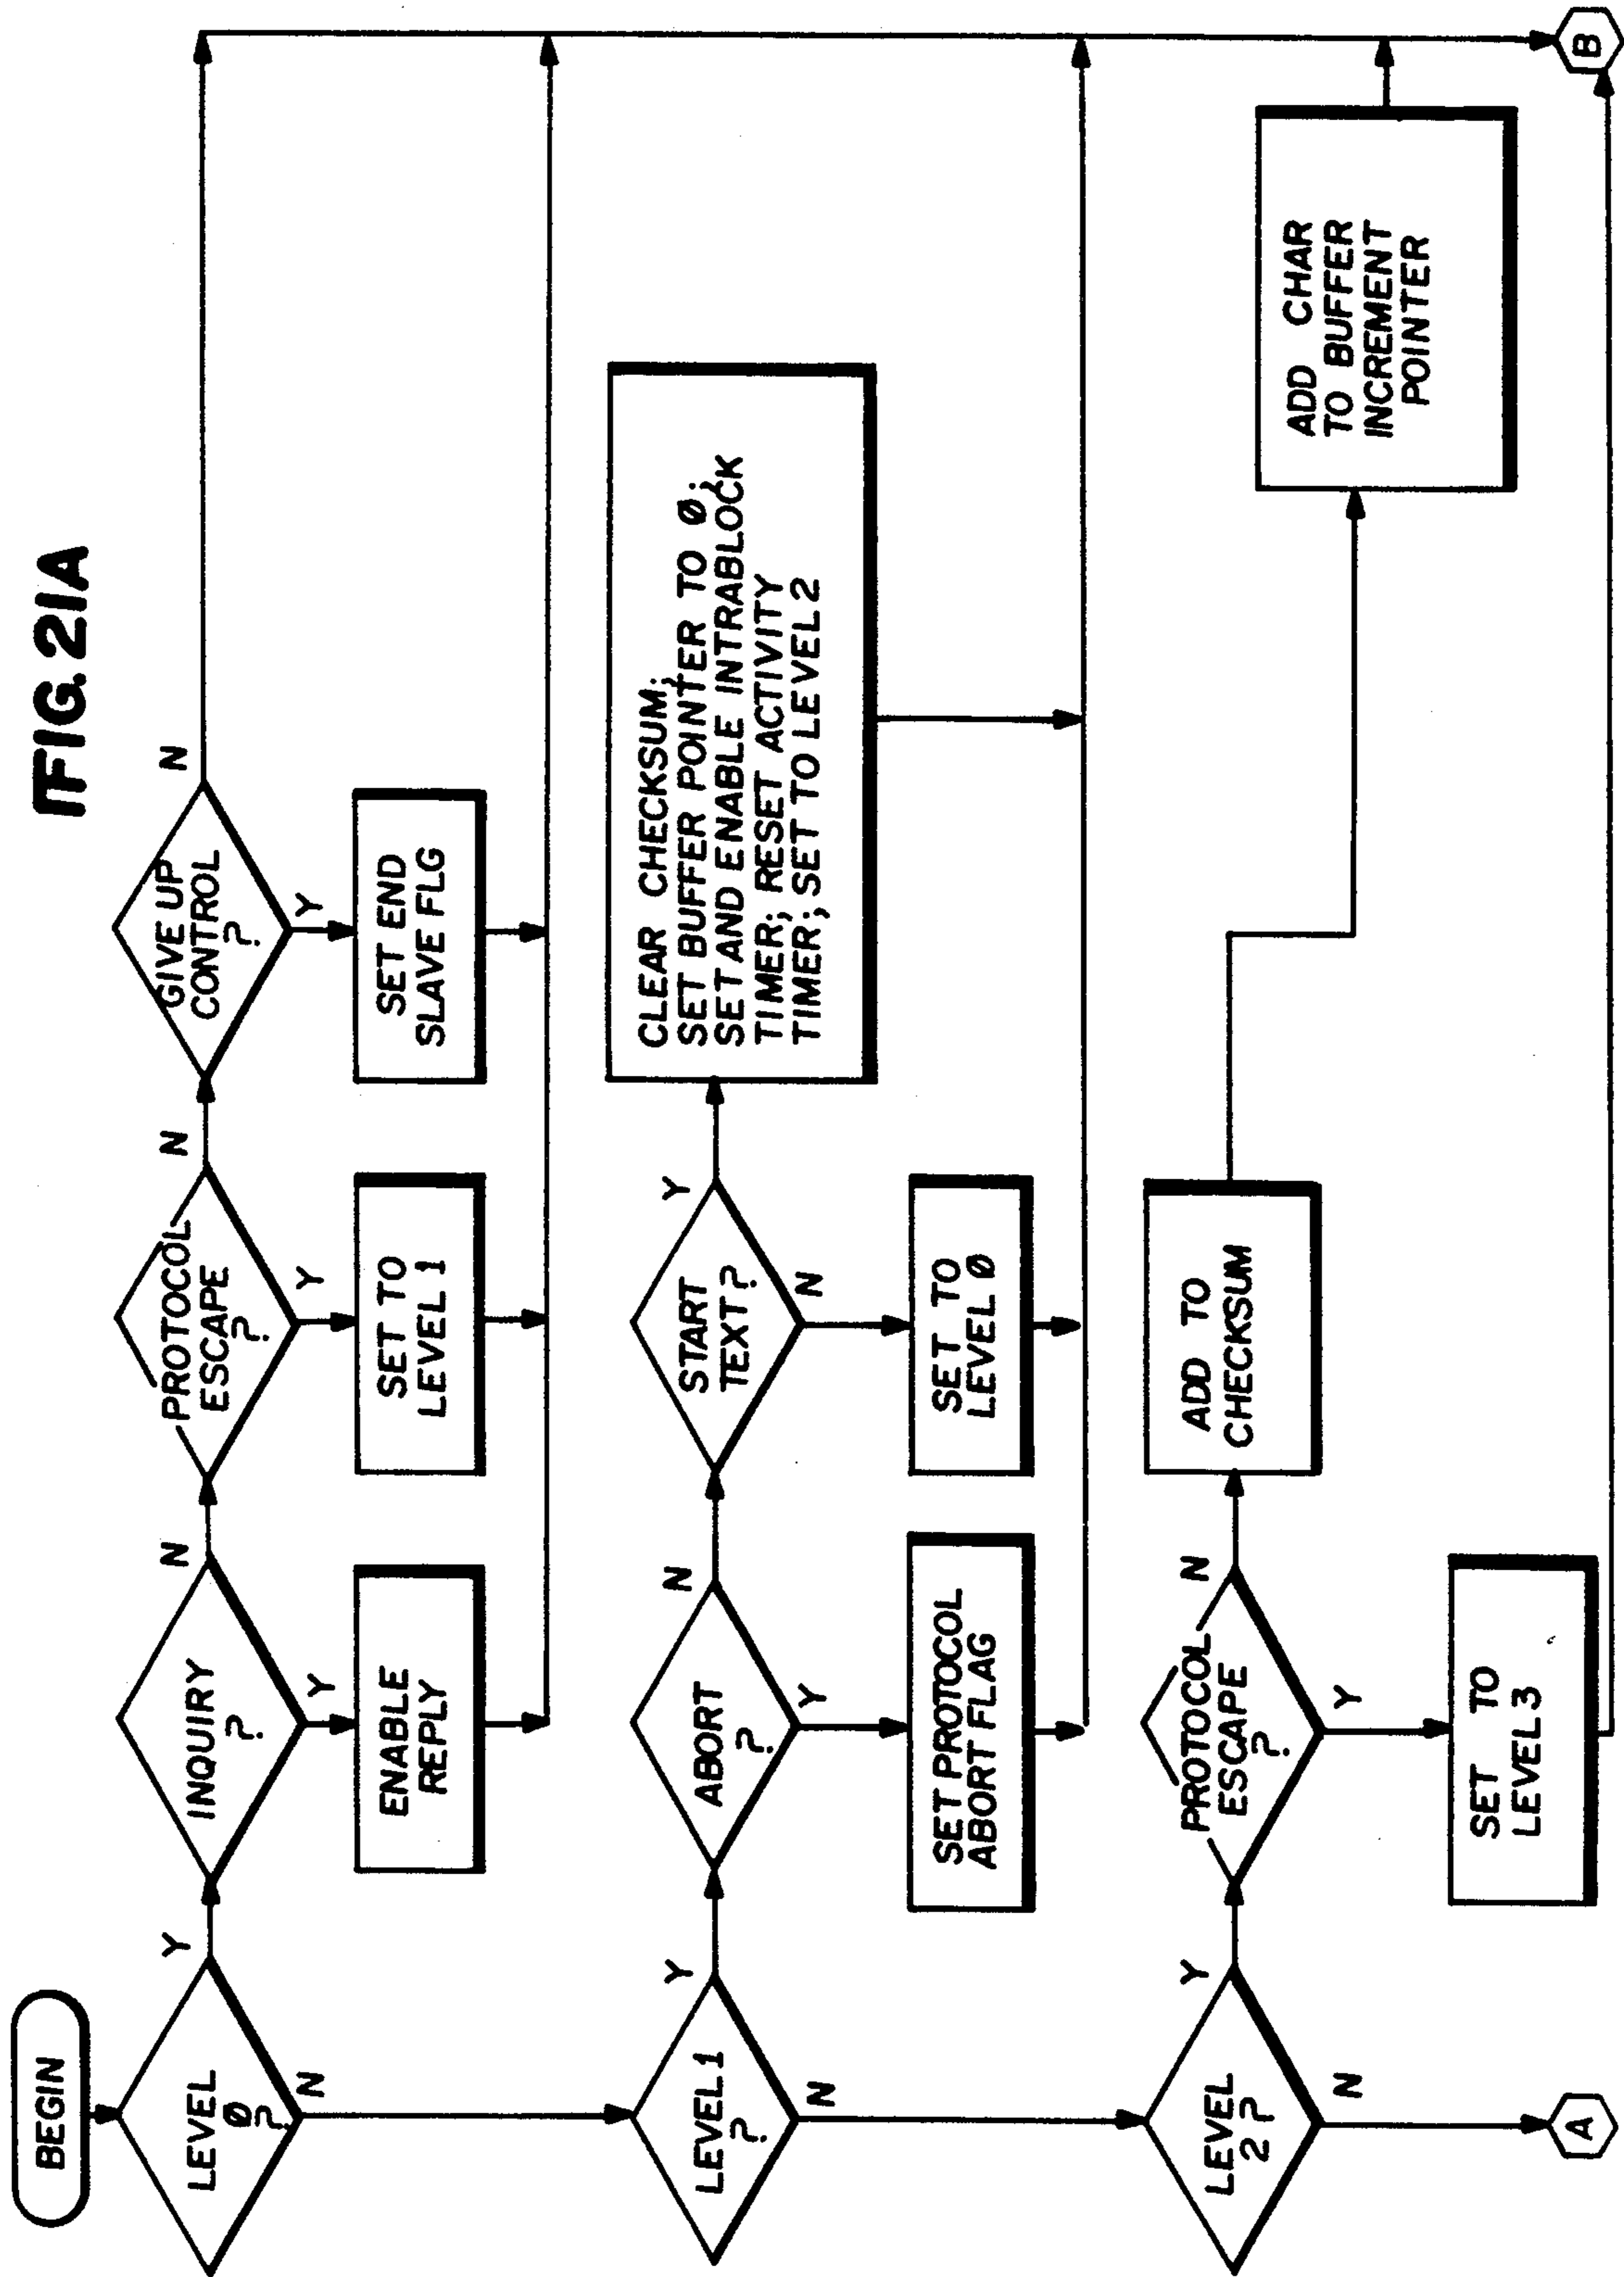 FIG. 21A
BEGIN
LEVEL
Ø?
Y
N
INQUIRY
?
N
Y
PROTOCOL
ESCAPE
?
N
Y
GIVE UP
CONTROL
?
N
Y
ENABLE
REPLY
SET TO
LEVEL 1
SET END
SLAVE FLG
LEVEL 1
?
Y
N
ABORT
?
N
Y
START
TEXT?
Y
N
CLEAR CHECKSUM;
SET BUFFER POINTER TO Ø;
SET AND ENABLE INTRABLOCK
TIMER; RESET ACTIVITY
TIMER; SET TO LEVEL 2
SET PROTOCOL
ABORT FLAG
SET TO
LEVEL Ø
LEVEL
2?
Y
N
PROTOCOL
ESCAPE
?
N
Y
ADD TO
CHECKSUM
ADD CHAR
TO BUFFER
INCREMENT
POINTER
SET TO
LEVEL 3
A
B